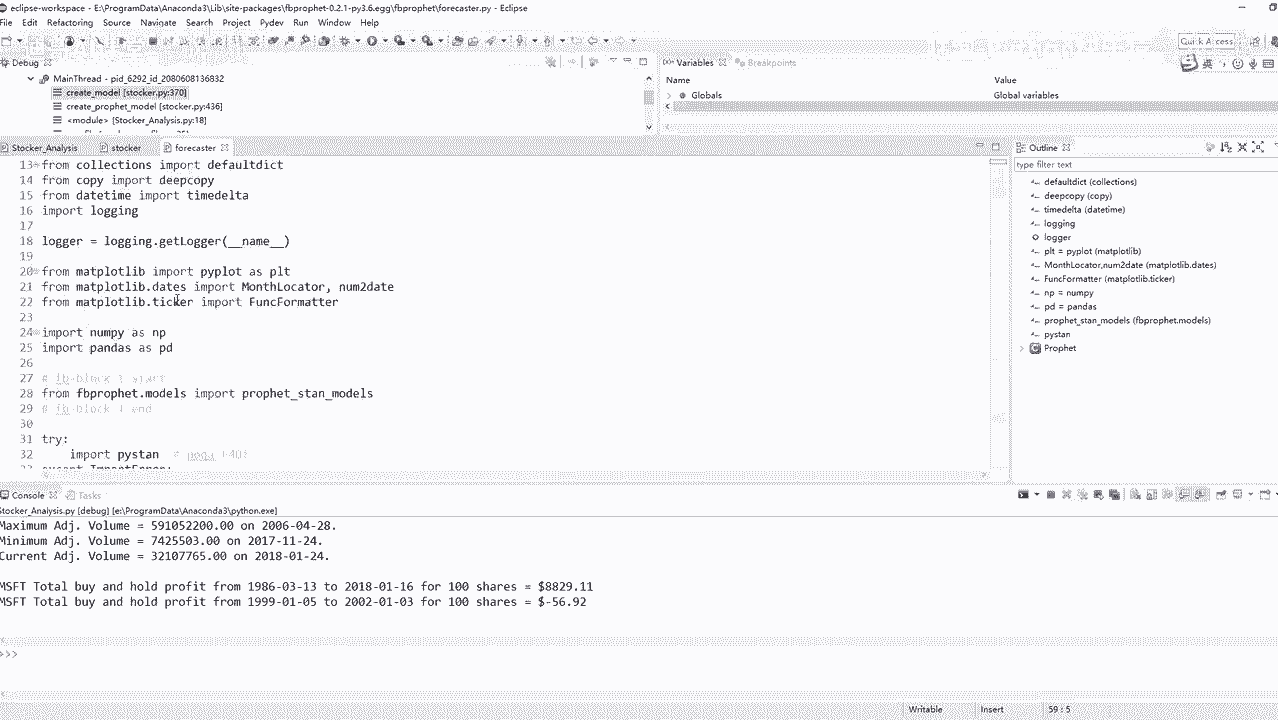 eclipse-workspace - E:\ProgramData\Anaconda3\Lib\site-packages\fbprophet-0.2.1-py3.6.egg\fbprophet\forecaster.py - Eclipse
File Edit Refactoring Source Navigate Search Project Pydev Run Window Help
Quick Access
Debug
MainThread - pid_6292_id_2080608136832
create_model [stocker.py:370]
create_prophet_model [stocker.py:436]
<module> [Stocker_Analysis.py:18]
Variables Breakpoints
Name Value
Globals Global variables
Stocker_Analysis stocker forecaster
13 from collections import defaultdict
14 from copy import deepcopy
15 from datetime import timedelta
16 import logging
17
18 logger = logging.getLogger(__name__)
19
20 from matplotlib import pyplot as plt
21 from matplotlib.dates import MonthLocator, num2date
22 from matplotlib.ticker import FuncFormatter
23
24 import numpy as np
25 import pandas as pd
26
27 # fb-block 1 start
28 from fbprophet.models import prophet_stan_models
29 # fb-block 1 end
30
31 try:
32 import pystan # noqa F401
except ImportError:
Outline
type filter text
defaultdict (collections)
deepcopy (copy)
timedelta (datetime)
logging
logger
plt = pyplot (matplotlib)
MonthLocator,num2date (matplotlib.dates)
FuncFormatter (matplotlib.ticker)
np = numpy
pd = pandas
prophet_stan_models (fbprophet.models)
pystan
Prophet
Console Tasks
Stocker_Analysis.py [debug] [e:\ProgramData\Anaconda3\python.exe]
Maximum Adj. Volume = 591052200.00 on 2006-04-28.
Minimum Adj. Volume = 7425503.00 on 2017-11-24.
Current Adj. Volume = 32107765.00 on 2018-01-24.
MSFT Total buy and hold profit from 1986-03-13 to 2018-01-16 for 100 shares = $8829.11
MSFT Total buy and hold profit from 1999-01-05 to 2002-01-03 for 100 shares = $-56.92
>>>
Writable Insert 59 : 5